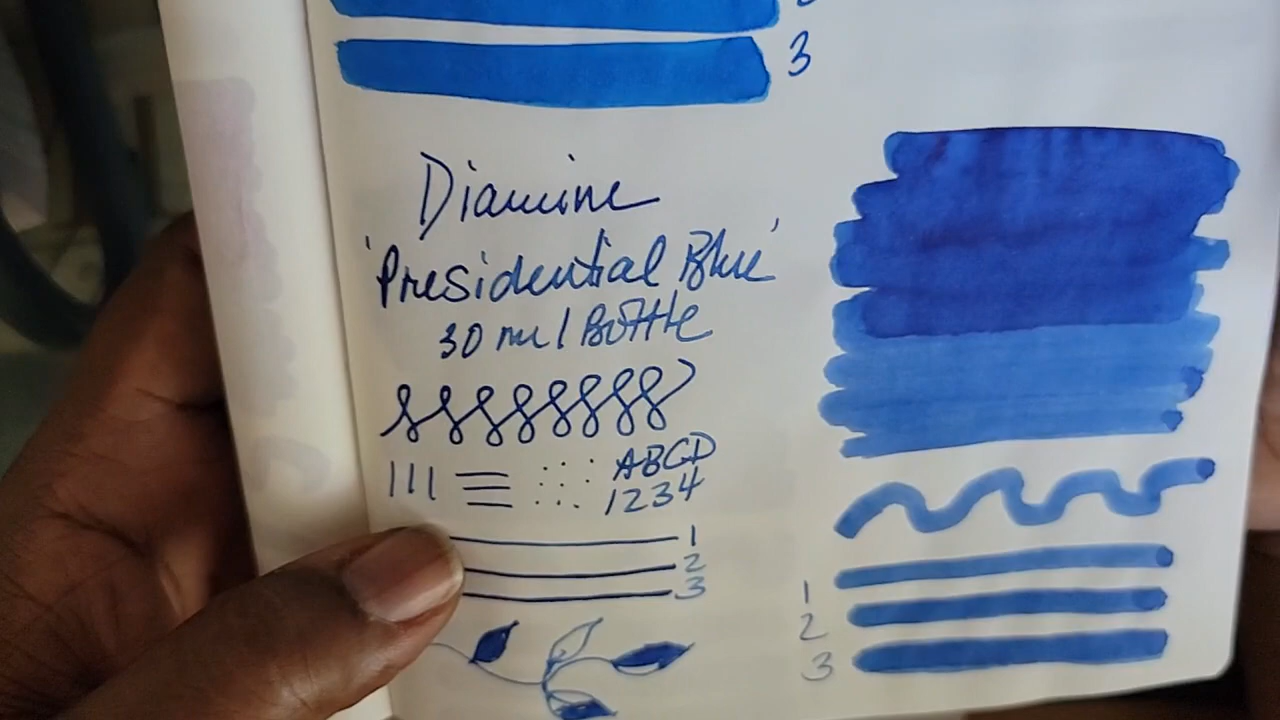 3
Diamine
'Presidential Blue'
30 ml Bottle
ABCD
1234
1
2
3
1
2
3